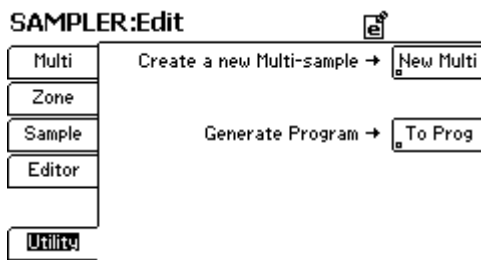 SAMPLER:Edit
e
Multi
Create a new Multi-sample → New Multi
Zone
Sample
Generate Program → To Prog
Editor
Utility